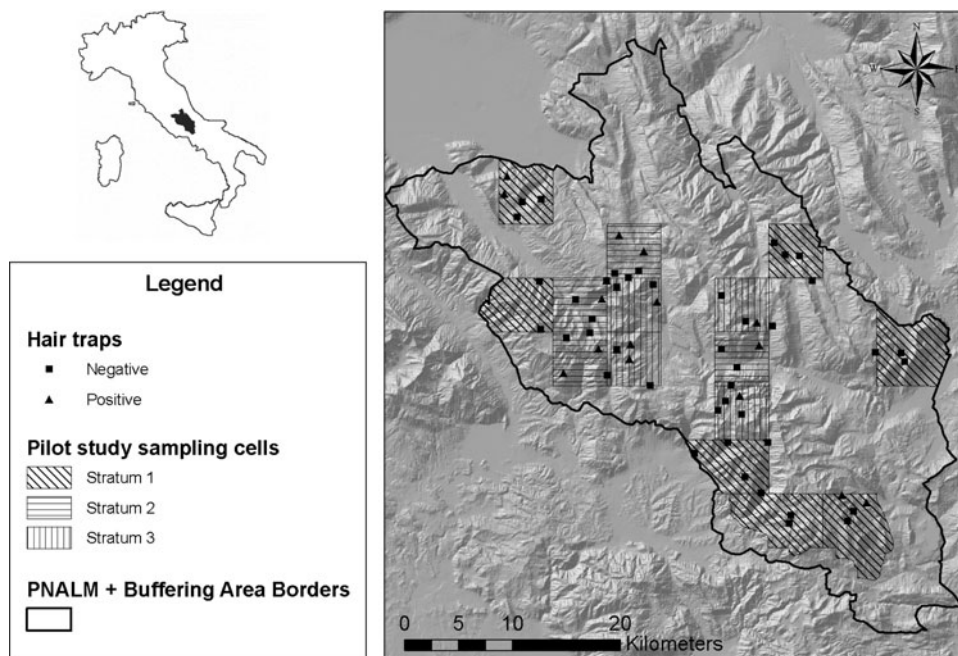 Legend
Hair traps
Negative
Positive
Pilot study sampling cells
Stratum 1
Stratum 2
Stratum 3
PNALM + Buffering Area Borders
N
W
E
S
0 5 10 20
Kilometers